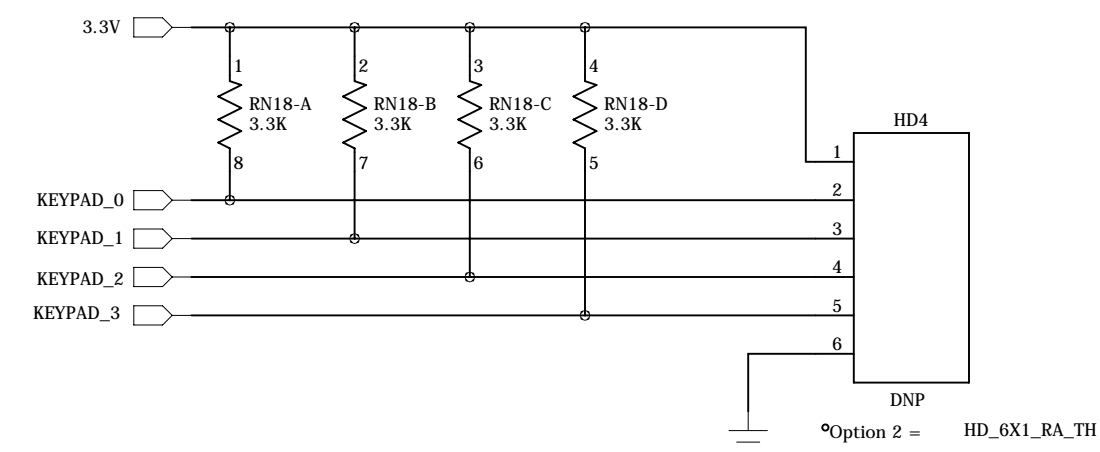 3.3V
1 2 3 4
RN18-A RN18-B RN18-C RN18-D
3.3K 3.3K 3.3K 3.3K
HD4
8 7 6 5
1
KEYPAD_0 2
KEYPAD_1 3
KEYPAD_2 4
KEYPAD_3 5
6
DNP
°Option 2 = HD_6X1_RA_TH